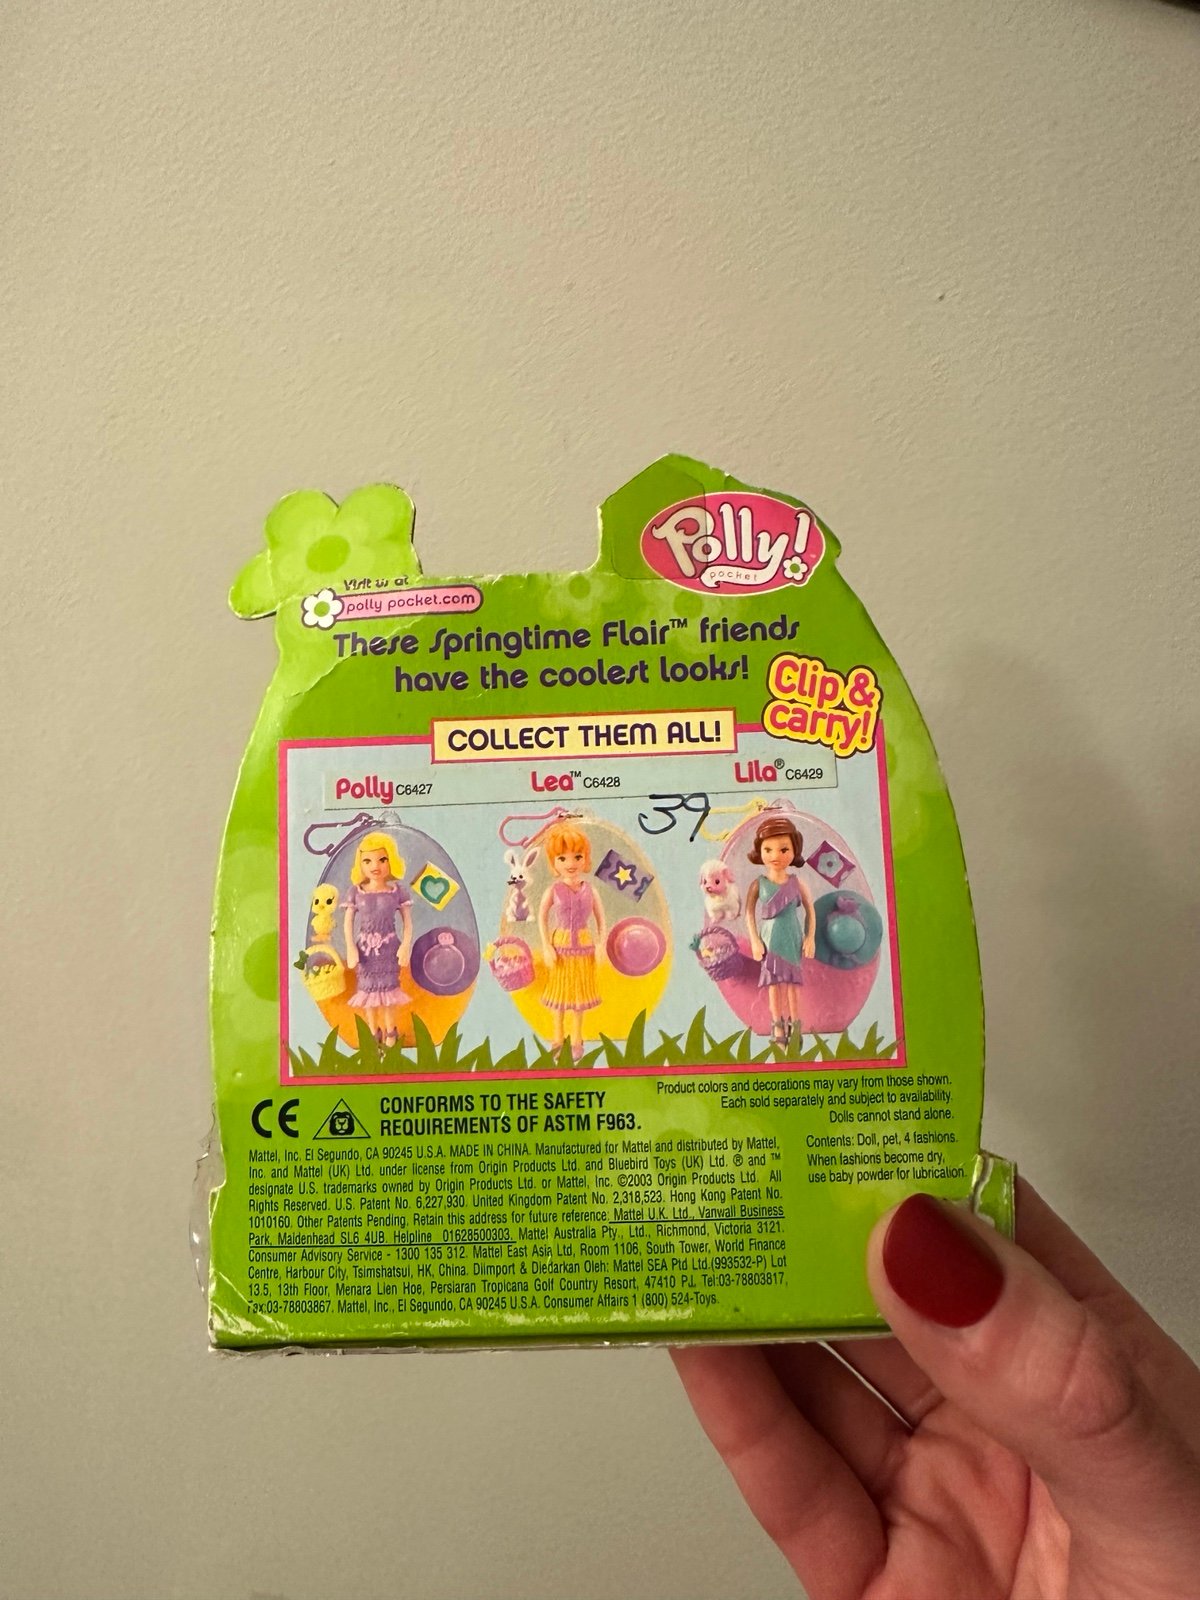 Polly!
pocket
Visit us at
polly pocket.com
These Springtime Flair™ friends
have the coolest looks!
Clip &
carry!
COLLECT THEM ALL!
Polly C6427
Lea™ C6428
Lila® C6429
39
CE
CONFORMS TO THE SAFETY
REQUIREMENTS OF ASTM F963.
Product colors and decorations may vary from those shown.
Each sold separately and subject to availability.
Dolls cannot stand alone.
Contents: Doll, pet, 4 fashions.
When fashions become dry,
use baby powder for lubrication.
Mattel, Inc. El Segundo, CA 90245 U.S.A. MADE IN CHINA. Manufactured for Mattel and distributed by Mattel,
Inc. and Mattel (UK) Ltd. under license from Origin Products Ltd. and Bluebird Toys (UK) Ltd. ® and ™
designate U.S. trademarks owned by Origin Products Ltd. or Mattel, Inc. ©2003 Origin Products Ltd. All
Rights Reserved. U.S. Patent No. 6,227,930. United Kingdom Patent No. 2,318,523. Hong Kong Patent No.
1010160. Other Patents Pending. Retain this address for future reference: Mattel U.K. Ltd., Vanwall Business
Park, Maidenhead SL6 4UB. Helpline 01628500303. Mattel Australia Pty., Ltd., Richmond, Victoria 3121.
Consumer Advisory Service - 1300 135 312. Mattel East Asia Ltd, Room 1106, South Tower, World Finance
Centre, Harbour City, Tsimshatsui, HK, China. Diimport & Diedarkan Oleh: Mattel SEA Ptd Ltd.(993532-P) Lot
13.5, 13th Floor, Menara Lien Hoe, Persiaran Tropicana Golf Country Resort, 47410 PJ. Tel:03-78803817,
Fax:03-78803867. Mattel, Inc., El Segundo, CA 90245 U.S.A. Consumer Affairs 1 (800) 524-Toys.